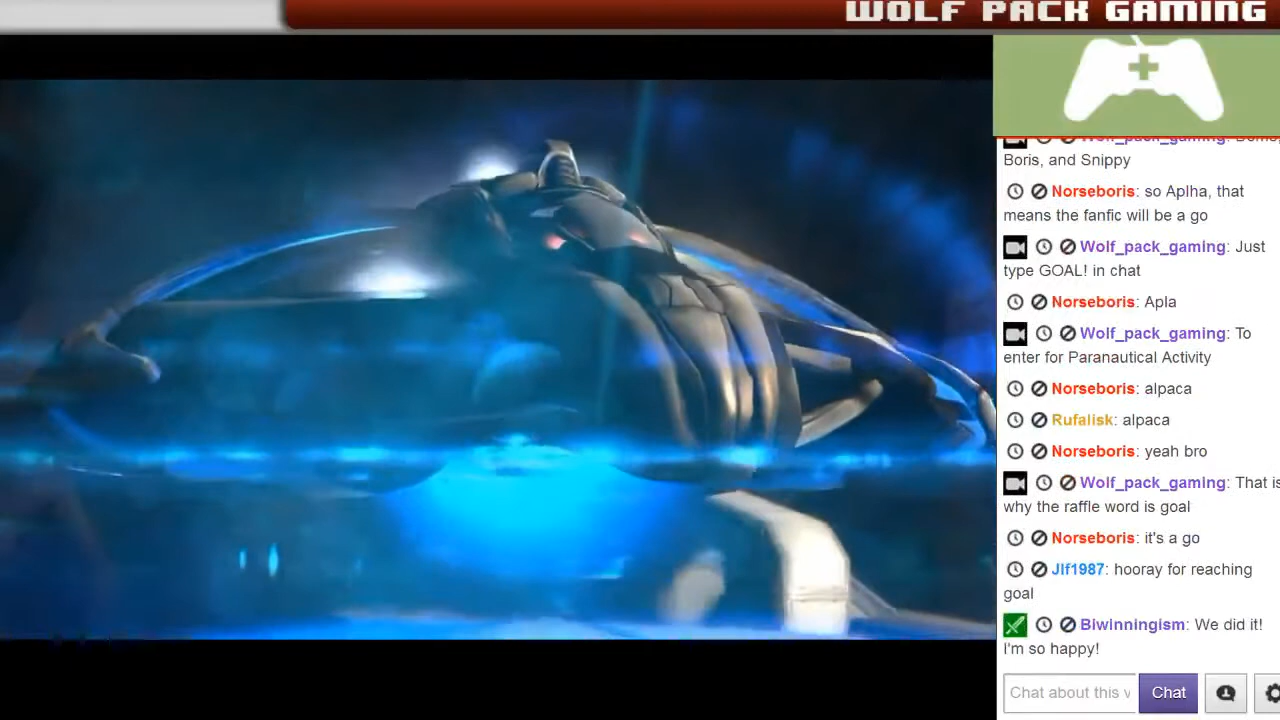 WOLF PACK GAMING
Wolf_pack_gaming:
Boris, and Snippy
Norseboris: so Aplha, that
means the fanfic will be a go
Wolf_pack_gaming: Just
type GOAL! in chat
Norseboris: Apla
Wolf_pack_gaming: To
enter for Paranautical Activity
Norseboris: alpaca
Rufalisk: alpaca
Norseboris: yeah bro
Wolf_pack_gaming: That is
why the raffle word is goal
Norseboris: it's a go
Jlf1987: hooray for reaching
goal
Biwinningism: We did it!
I'm so happy!
Chat about this v
Chat